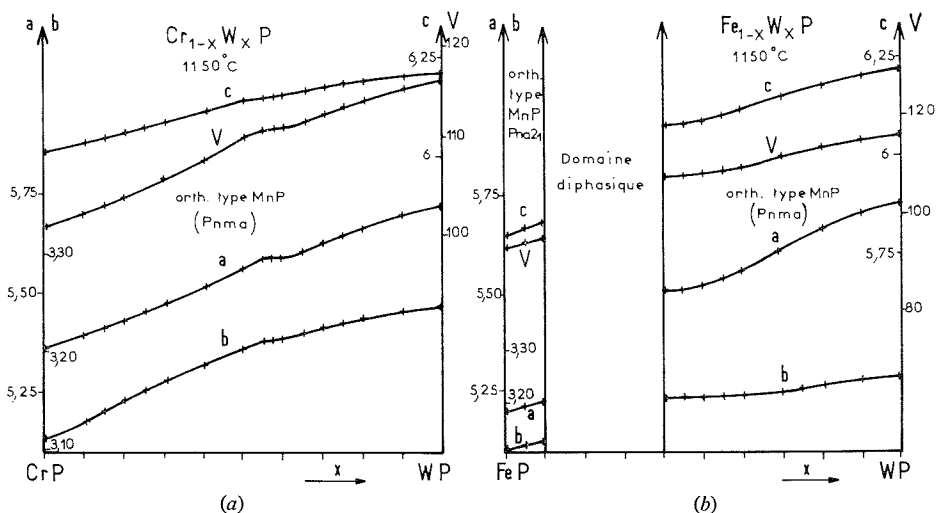 a b
Cr₁₋ₓ WₓP
1150°C
c V
6,25
120
110
6
100
5,75
3,30
5,50
3,20
5,25
3,10
c
V
orth. type MnP
(Pnma)
a
b
CrP
x
WP
(a)
a b
orth.
type
MnP
Pna2₁
Domaine
diphasique
Fe₁₋ₓ WₓP
1150°C
c V
6,25
120
6
100
5,75
80
5,75
5,50
3,30
5,25
3,20
c
V
a
b
c
V
orth. type MnP
(Pnma)
a
b
FeP
x
WP
(b)